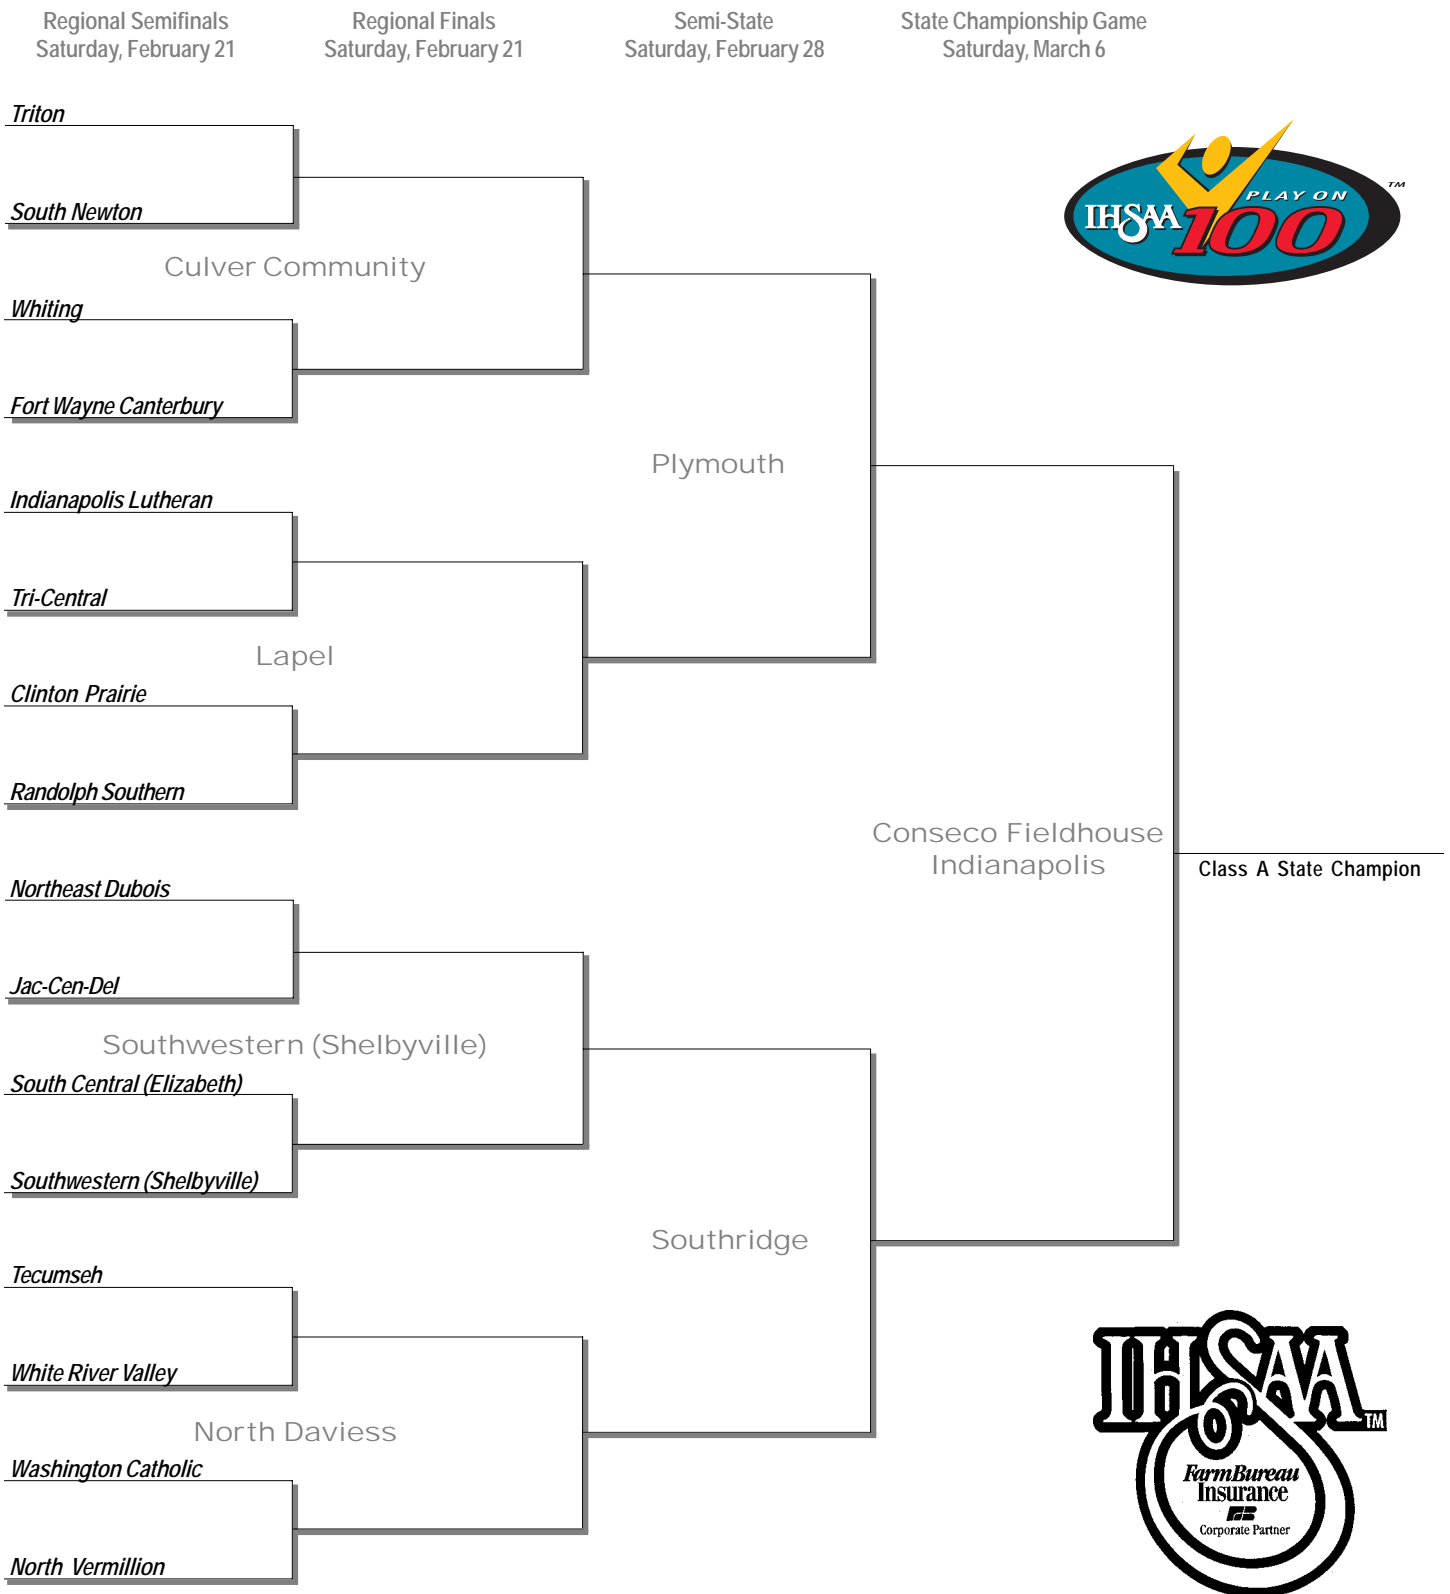 Regional Semifinals
Saturday, February 21
Regional Finals
Saturday, February 21
Semi-State
Saturday, February 28
State Championship Game
Saturday, March 6
Triton
South Newton
Culver Community
Whiting
Fort Wayne Canterbury
Plymouth
Indianapolis Lutheran
Tri-Central
Lapel
Clinton Prairie
Randolph Southern
Conseco Fieldhouse
Indianapolis
Class A State Champion
Northeast Dubois
Jac-Cen-Del
Southwestern (Shelbyville)
South Central (Elizabeth)
Southwestern (Shelbyville)
Southridge
Tecumseh
White River Valley
North Daviess
Washington Catholic
North Vermillion
PLAY ON
TM
IHSAA
100
IHSAA
TM
FarmBureau
Insurance
Corporate Partner